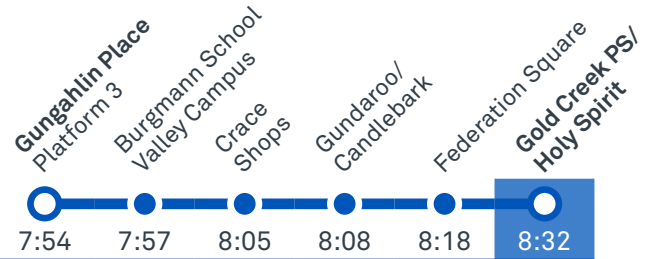 Gungahlin Place
Platform 3
Burgmann School
Valley Campus
Crace
Shops
Gundaroo/
Candlebark
Federation Square
Gold Creek PS/
Holy Spirit
7:54 7:57 8:05 8:08 8:18 8:32